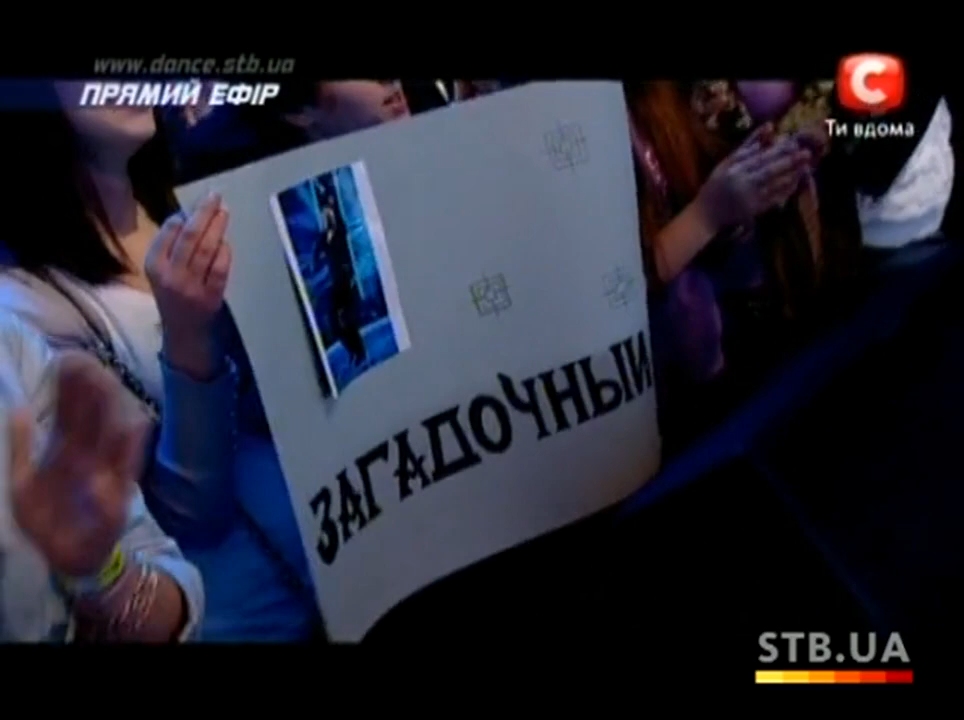 www.dance.stb.ua
ПРЯМИЙ ЕФІР
C
Ти вдома
ЗАГАДОЧНЫЙ
STB.UA